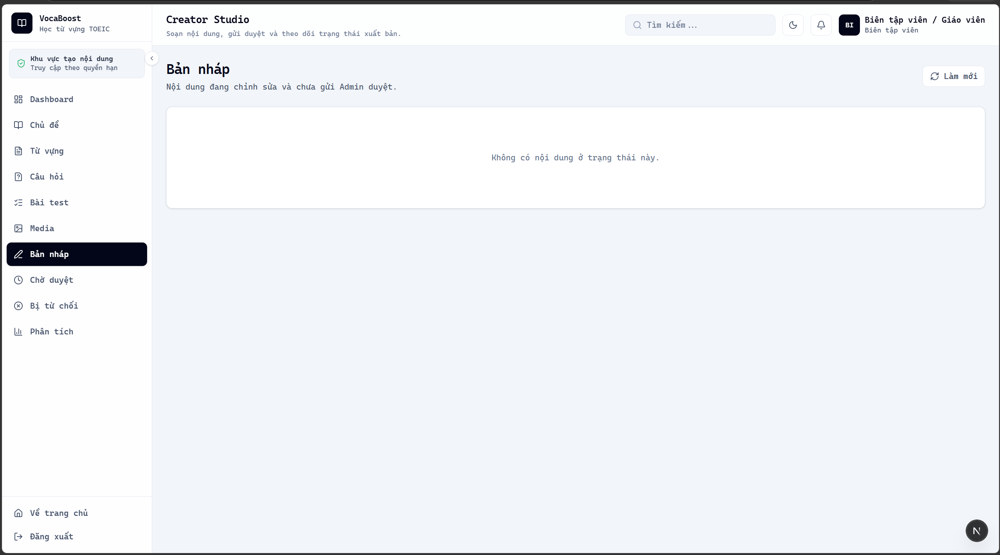 VocaBoost
Học từ vựng TOEIC
Khu vực tạo nội dung
Truy cập theo quyền hạn
Dashboard
Chủ đề
Từ vựng
Câu hỏi
Bài test
Media
Bản nháp
Chờ duyệt
Bị từ chối
Phân tích
Về trang chủ
Đăng xuất
Creator Studio
Soạn nội dung, gửi duyệt và theo dõi trạng thái xuất bản.
Tìm kiếm...
BI
Biên tập viên / Giáo viên
Biên tập viên
Bản nháp
Nội dung đang chỉnh sửa và chưa gửi Admin duyệt.
Làm mới
Không có nội dung ở trạng thái này.
N